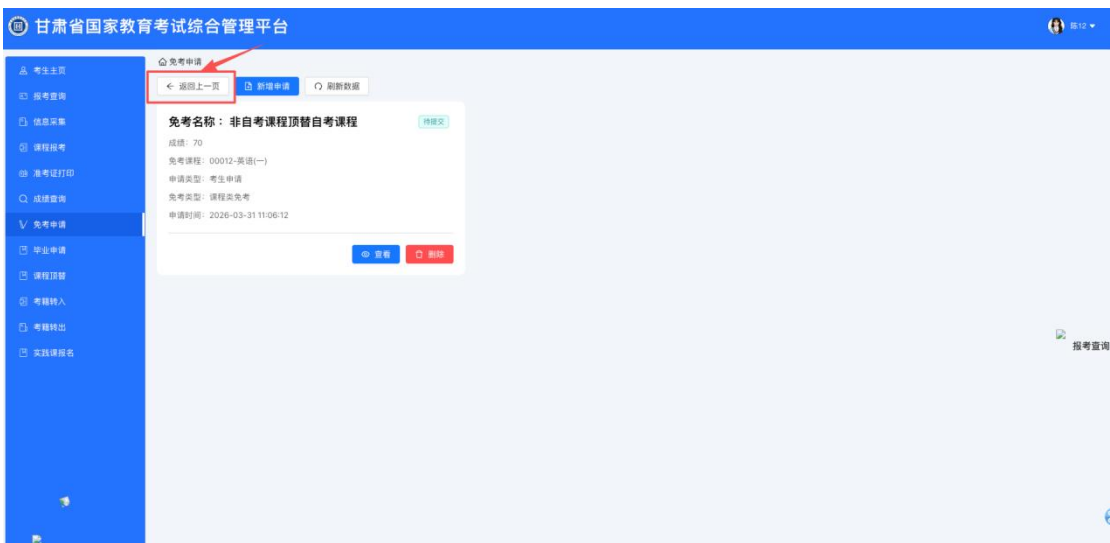 甘肃省国家教育考试综合管理平台
陈12
考生主页
报考查询
信息采集
课程报考
准考证打印
成绩查询
免考申请
毕业申请
课程顶替
考籍转入
考籍转出
实践课报名
免考申请
返回上一页
新增申请
刷新数据
免考名称：非自考课程顶替自考课程
待提交
成绩：70
免考课程：00012-英语(一)
申请类型：考生申请
免考类型：课程类免考
申请时间：2026-03-31 11:06:12
查看
删除
报考查询